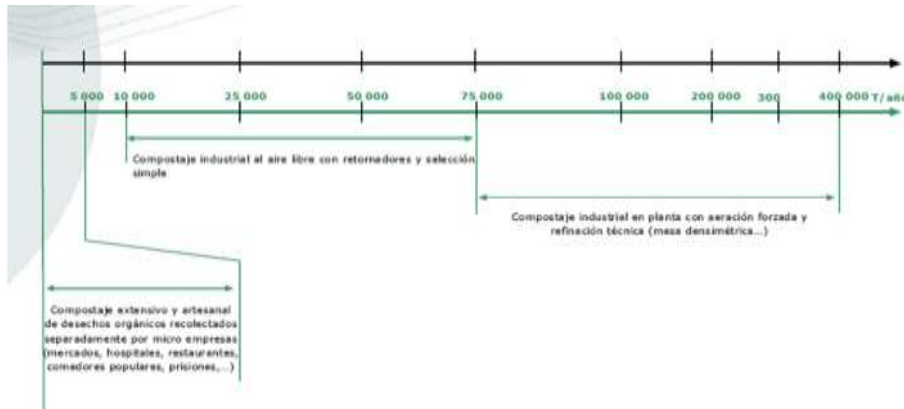 5 000 10 000 25 000 50 000 75 000 100 000 200 000 300 400 000 T/año
Compostaje industrial al aire libre con retornadores y selección
simple
Compostaje industrial en planta con aeración forzada y
refinación técnica (mesa densimétrica...)
Compostaje extensivo y artesanal
de desechos orgánicos recolectados
separadamente por micro empresas
(mercados, hospitales, restaurantes,
comedores populares, prisiones,...)